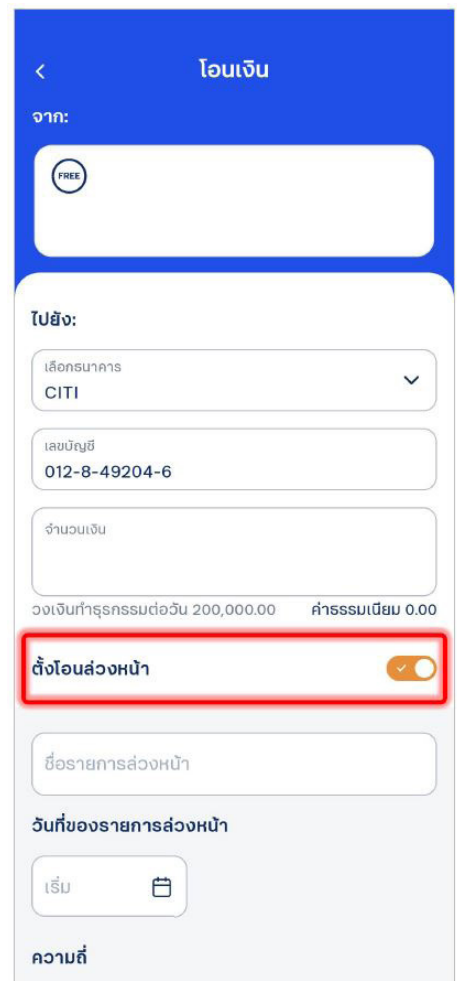 โอนเงิน
จาก:
FREE
ไปยัง:
เลือกธนาคาร
CITI
เลขบัญชี
012-8-49204-6
จำนวนเงิน
วงเงินทำธุรกรรมต่อวัน 200,000.00 ค่าธรรมเนียม 0.00
ตั้งโอนล่วงหน้า
ชื่อรายการล่วงหน้า
วันที่ของรายการล่วงหน้า
เริ่ม
ความถี่